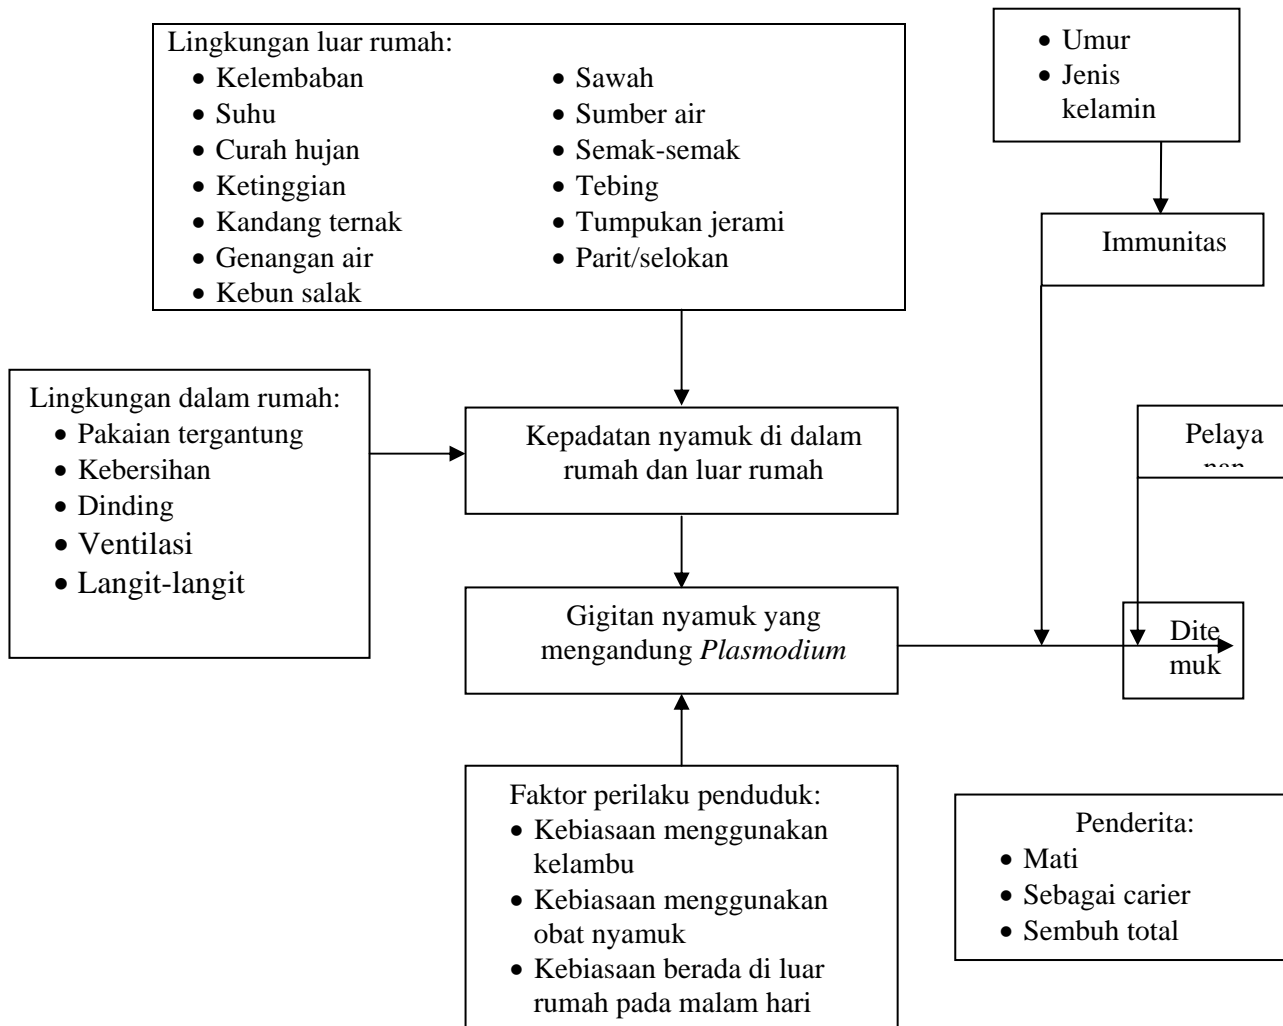 Lingkungan luar rumah:
• Kelembaban
• Suhu
• Curah hujan
• Ketinggian
• Kandang ternak
• Genangan air
• Kebun salak
• Sawah
• Sumber air
• Semak-semak
• Tebing
• Tumpukan jerami
• Parit/selokan
• Umur
• Jenis
kelamin
Immunitas
Lingkungan dalam rumah:
• Pakaian tergantung
• Kebersihan
• Dinding
• Ventilasi
• Langit-langit
Kepadatan nyamuk di dalam
rumah dan luar rumah
Pelaya
Gigitan nyamuk yang
mengandung Plasmodium
Dite
muk
Faktor perilaku penduduk:
• Kebiasaan menggunakan
kelambu
• Kebiasaan menggunakan
obat nyamuk
• Kebiasaan berada di luar
rumah pada malam hari
Penderita:
• Mati
• Sebagai carier
• Sembuh total